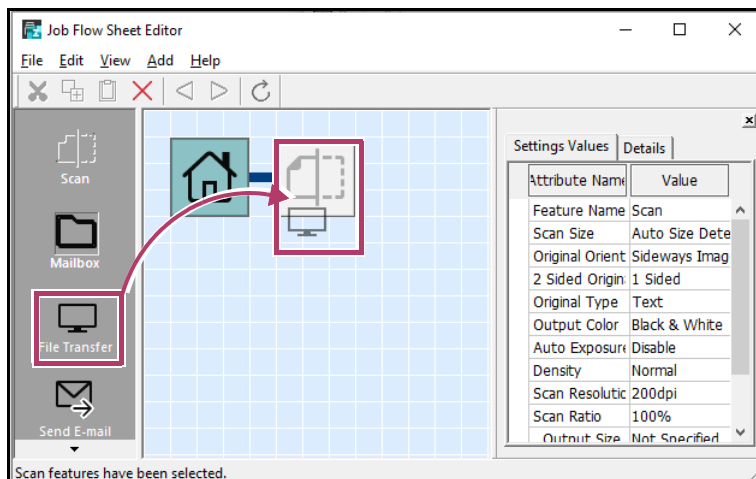 Job Flow Sheet Editor
File Edit View Add Help
Scan
Mailbox
File Transfer
Send E-mail
Settings Values Details
Attribute Name Value
Feature Name Scan
Scan Size Auto Size Dete
Original Orient Sideways Imag
2 Sided Origin 1 Sided
Original Type Text
Output Color Black & White
Auto Exposure Disable
Density Normal
Scan Resolutic 200dpi
Scan Ratio 100%
Output Size Not Specified
Scan features have been selected.